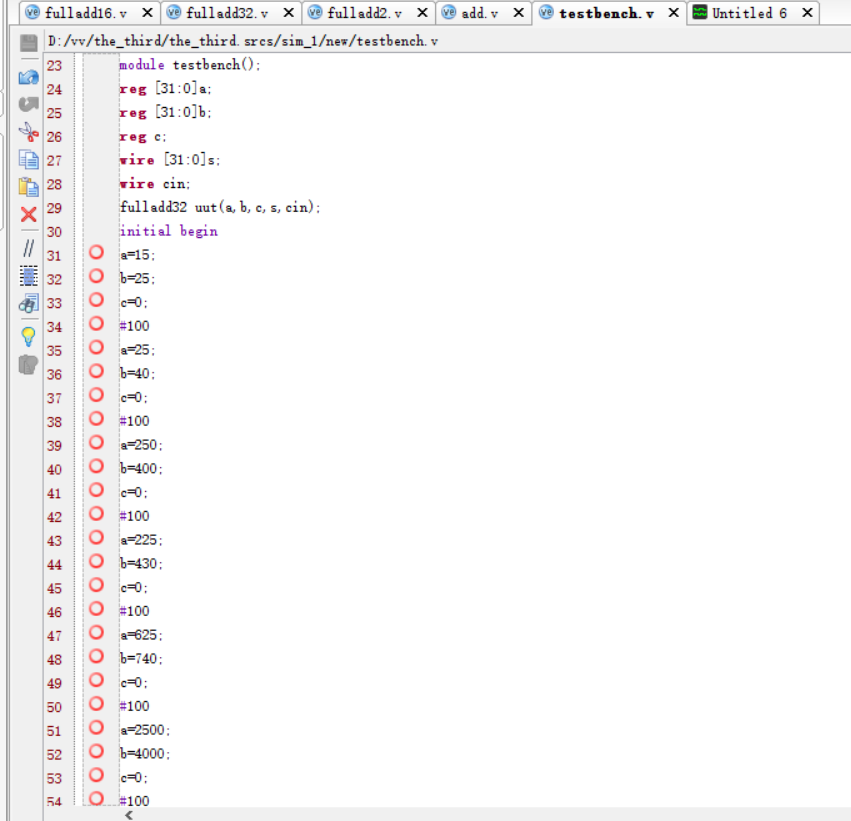 fulladd16.v
fulladd32.v
fulladd2.v
add.v
testbench.v
Untitled 6
D:/vv/the_third/the_third.srcs/sim_1/new/testbench.v
23 module testbench();
24 reg [31:0]a;
25 reg [31:0]b;
26 reg c;
27 wire [31:0]s;
28 wire cin;
29 fulladd32 uut(a,b,c,s,cin);
30 initial begin
31 a=15;
32 b=25;
33 c=0;
34 #100
35 a=25;
36 b=40;
37 c=0;
38 #100
39 a=250;
40 b=400;
41 c=0;
42 #100
43 a=225;
44 b=430;
45 c=0;
46 #100
47 a=625;
48 b=740;
49 c=0;
50 #100
51 a=2500;
52 b=4000;
53 c=0;
54 #100